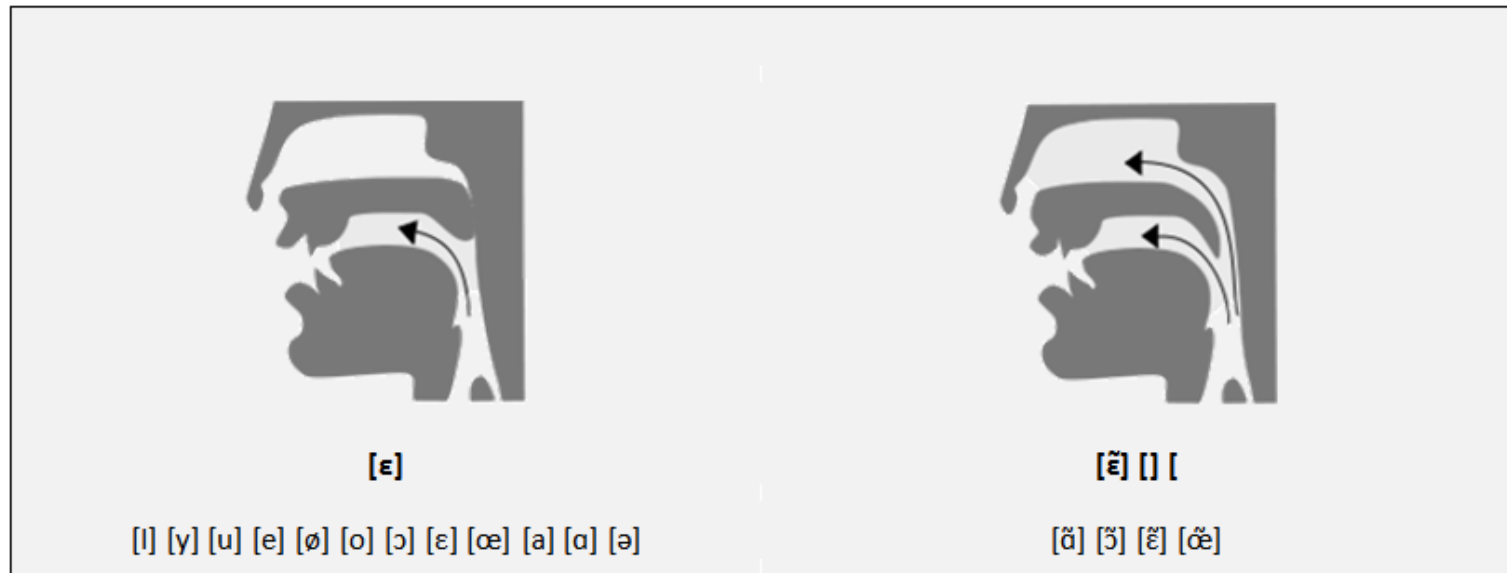 [ɛ]
[ɛ̃] [] [
[I] [y] [u] [e] [ø] [o] [ɔ] [ɛ] [œ] [a] [ɑ] [ə]
[ɑ̃] [ɔ̃] [ɛ̃] [œ̃]